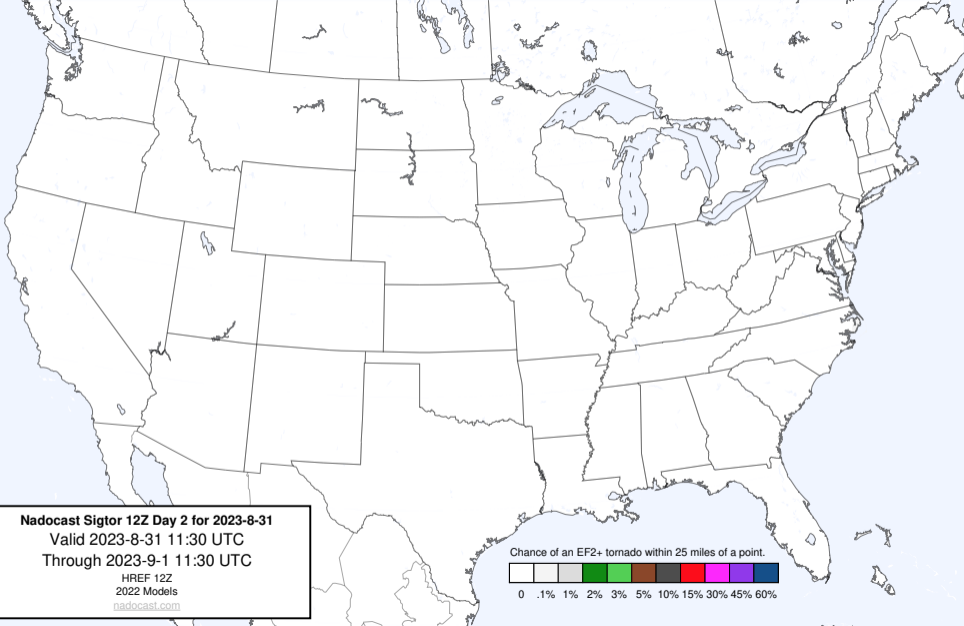 Nadocast Sigtor 12Z Day 2 for 2023-8-31
Valid 2023-8-31 11:30 UTC
Through 2023-9-1 11:30 UTC
HREF 12Z
2022 Models
nadocast.com
Chance of an EF2+ tornado within 25 miles of a point.
0 .1% 1% 2% 3% 5% 10% 15% 30% 45% 60%